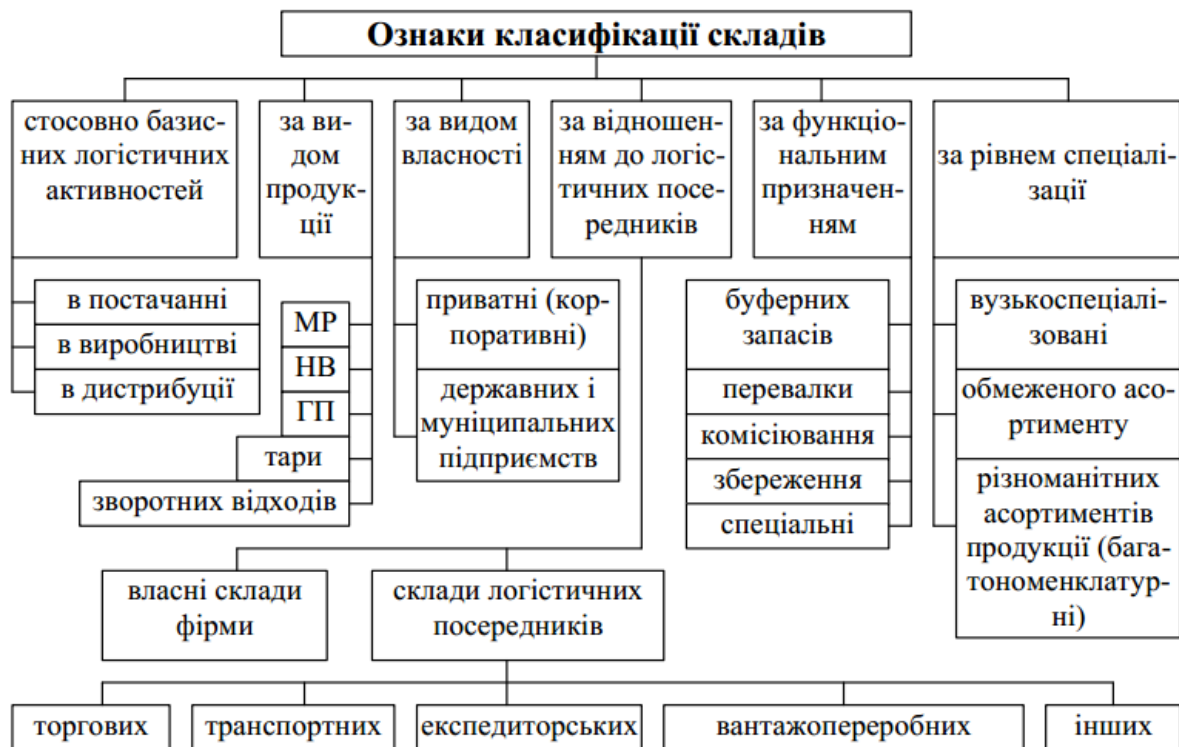 Ознаки класифікації складів
стосовно базис-
них логістичних
активностей
за ви-
дом
продук-
ції
за видом
власності
за відношен-
ням до логіс-
тичних посе-
редників
за функціо-
нальним
призначен-
ням
за рівнем спеціалі-
зації
в постачанні
в виробництві
в дистрибуції
МР
НВ
ГП
тари
зворотних відходів
приватні (кор-
поративні)
державних і
муніципальних
підприємств
буферних
запасів
перевалки
комісіювання
збереження
спеціальні
вузькоспеціалі-
зовані
обмеженого асо-
ртименту
різноманітних
асортиментів
продукції (бага-
тономенклатур-
ні)
власні склади
фірми
склади логістичних
посередників
торгових
транспортних
експедиторських
вантажопереробних
інших